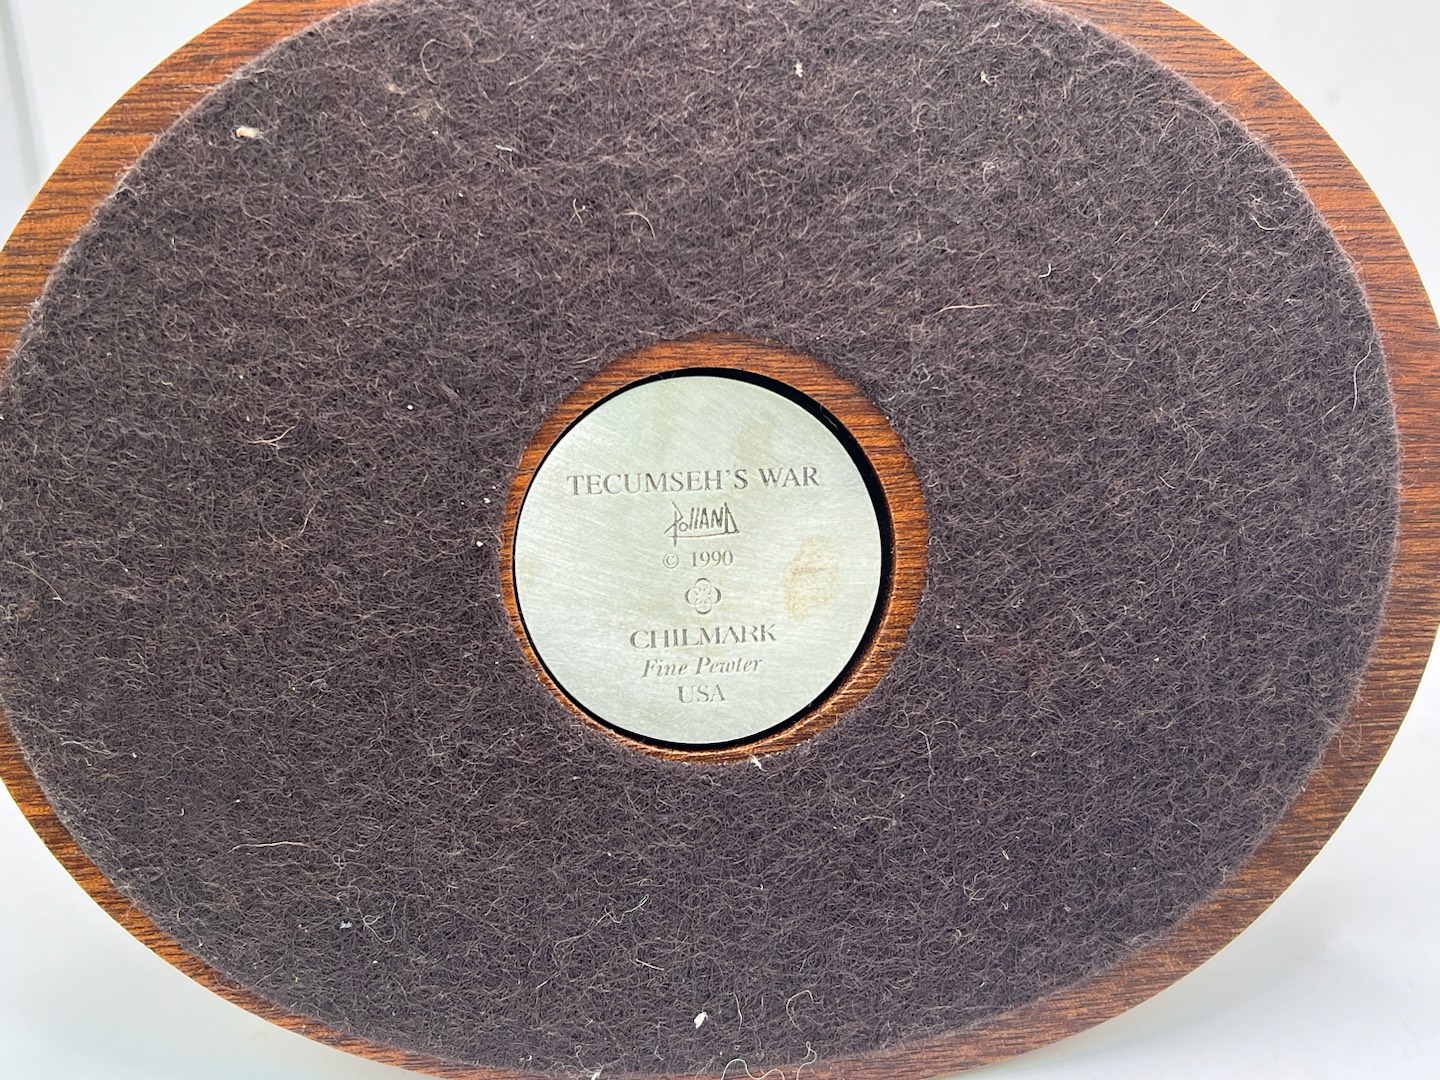 TECUMSEH'S WAR
Polland
© 1990
CHILMARK
Fine Pewter
USA